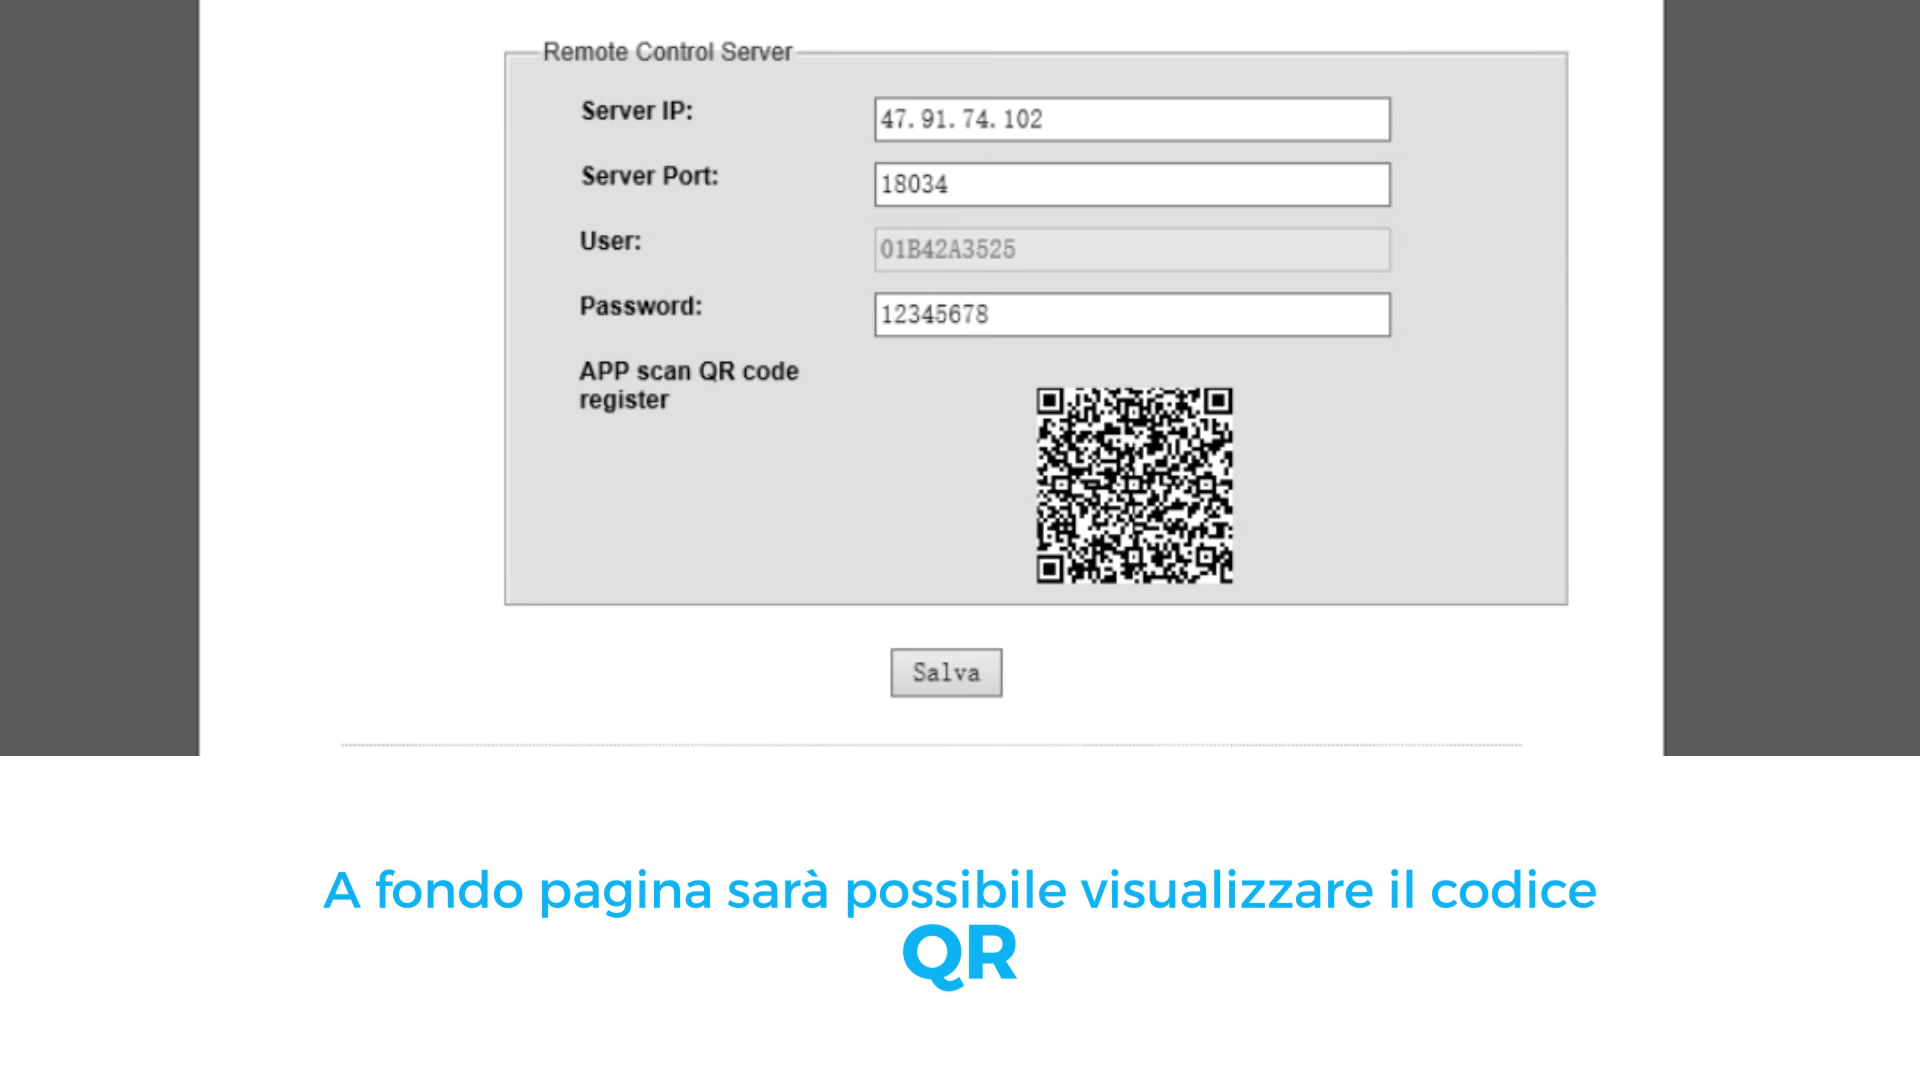 Remote Control Server
Server IP: 47.91.74.102
Server Port: 18034
User: 01B42A3525
Password: 12345678
APP scan QR code
register
Salva
A fondo pagina sarà possibile visualizzare il codice
QR